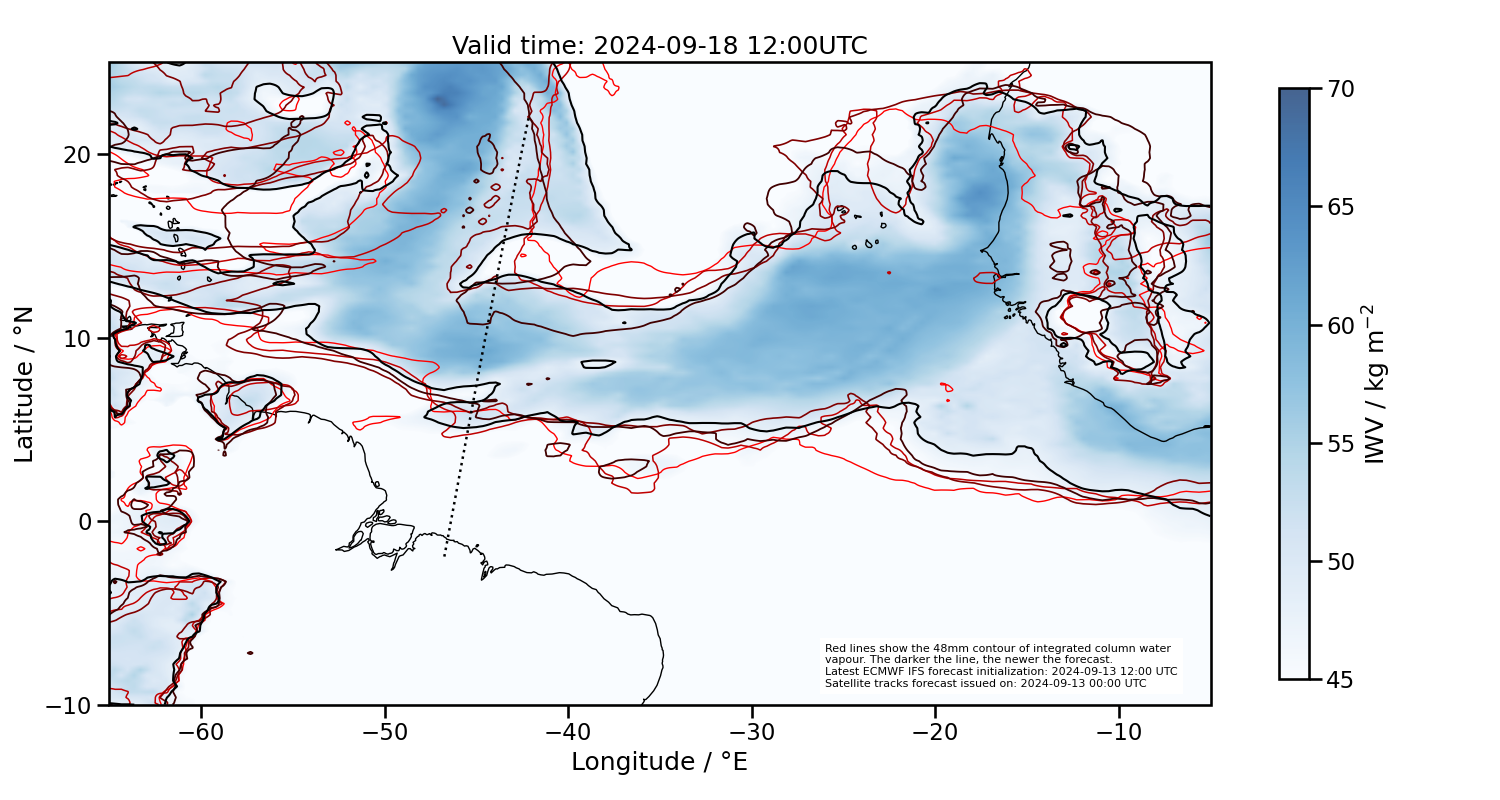 Valid time: 2024-09-18 12:00UTC
20
10
0
−10
Latitude / °N
−60
−50
−40
−30
−20
−10
Longitude / °E
70
65
60
55
50
45
IWV / kg m⁻²
Red lines show the 48mm contour of integrated column water
vapour. The darker the line, the newer the forecast.
Latest ECMWF IFS forecast initialization: 2024-09-13 12:00 UTC
Satellite tracks forecast issued on: 2024-09-13 00:00 UTC